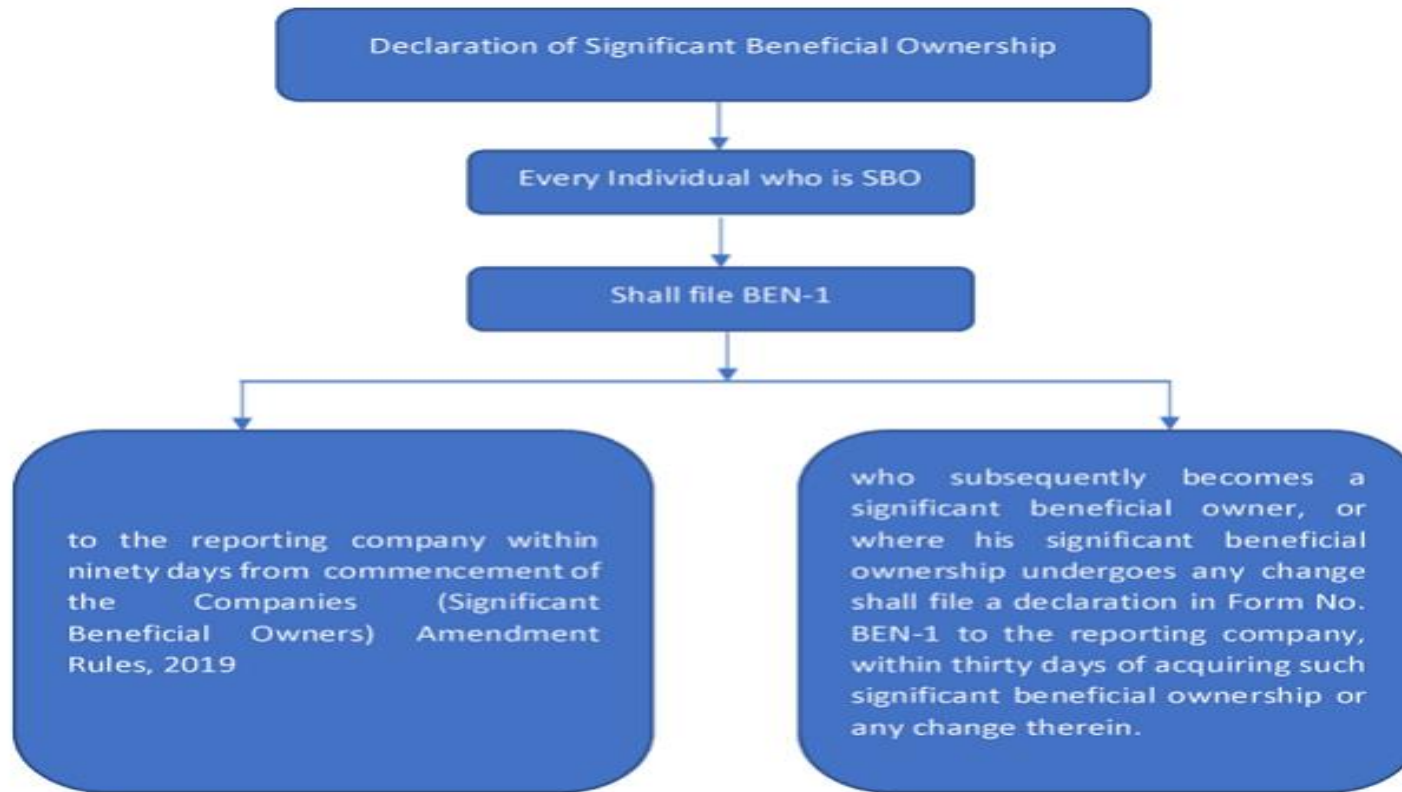 Declaration of Significant Beneficial Ownership
Every Individual who is SBO
Shall file BEN-1
to the reporting company within
ninety days from commencement of
the Companies (Significant
Beneficial Owners) Amendment
Rules, 2019
who subsequently becomes a
significant beneficial owner, or
where his significant beneficial
ownership undergoes any change
shall file a declaration in Form No.
BEN-1 to the reporting company,
within thirty days of acquiring such
significant beneficial ownership or
any change therein.